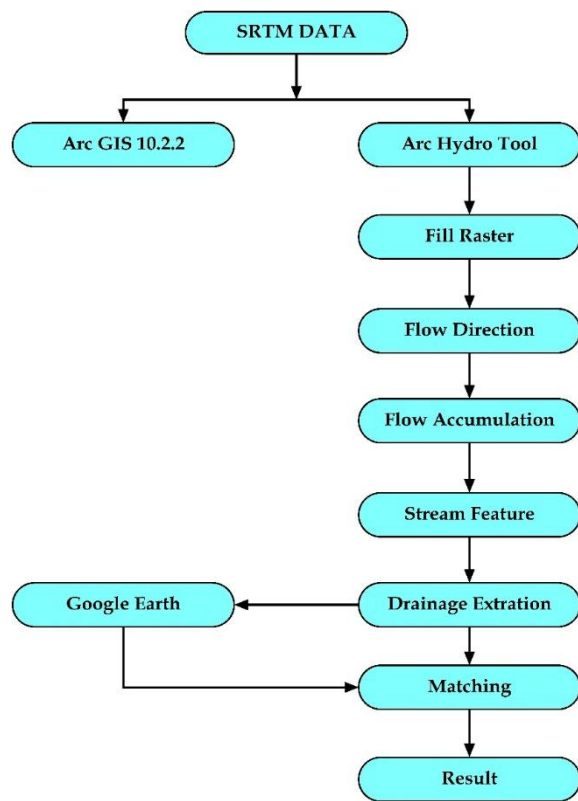 SRTM DATA
Arc GIS 10.2.2
Arc Hydro Tool
Fill Raster
Flow Direction
Flow Accumulation
Stream Feature
Google Earth
Drainage Extration
Matching
Result